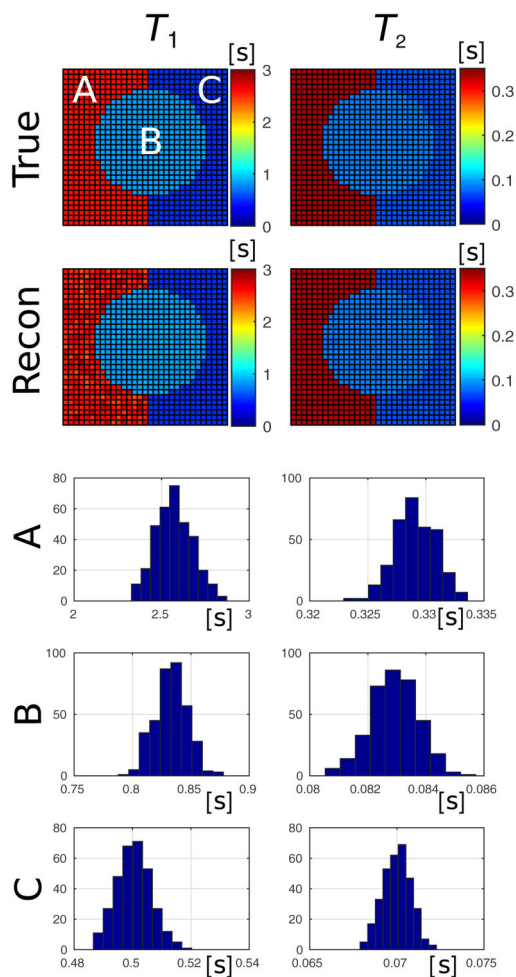 T1 T2
[s] [s]
True
A C
B
3
2
1
0
0.3
0.2
0.1
0
[s] [s]
Recon
3
2
1
0
0.3
0.2
0.1
0
A
80
60
40
20
0
2 2.5 3
[s]
100
50
0
0.32 0.325 0.33 0.335
[s]
B
100
50
0
0.75 0.8 0.85 0.9
[s]
100
50
0
0.08 0.082 0.084 0.086
[s]
C
80
60
40
20
0
0.48 0.5 0.52 0.54
[s]
80
60
40
20
0
0.065 0.07 0.075
[s]